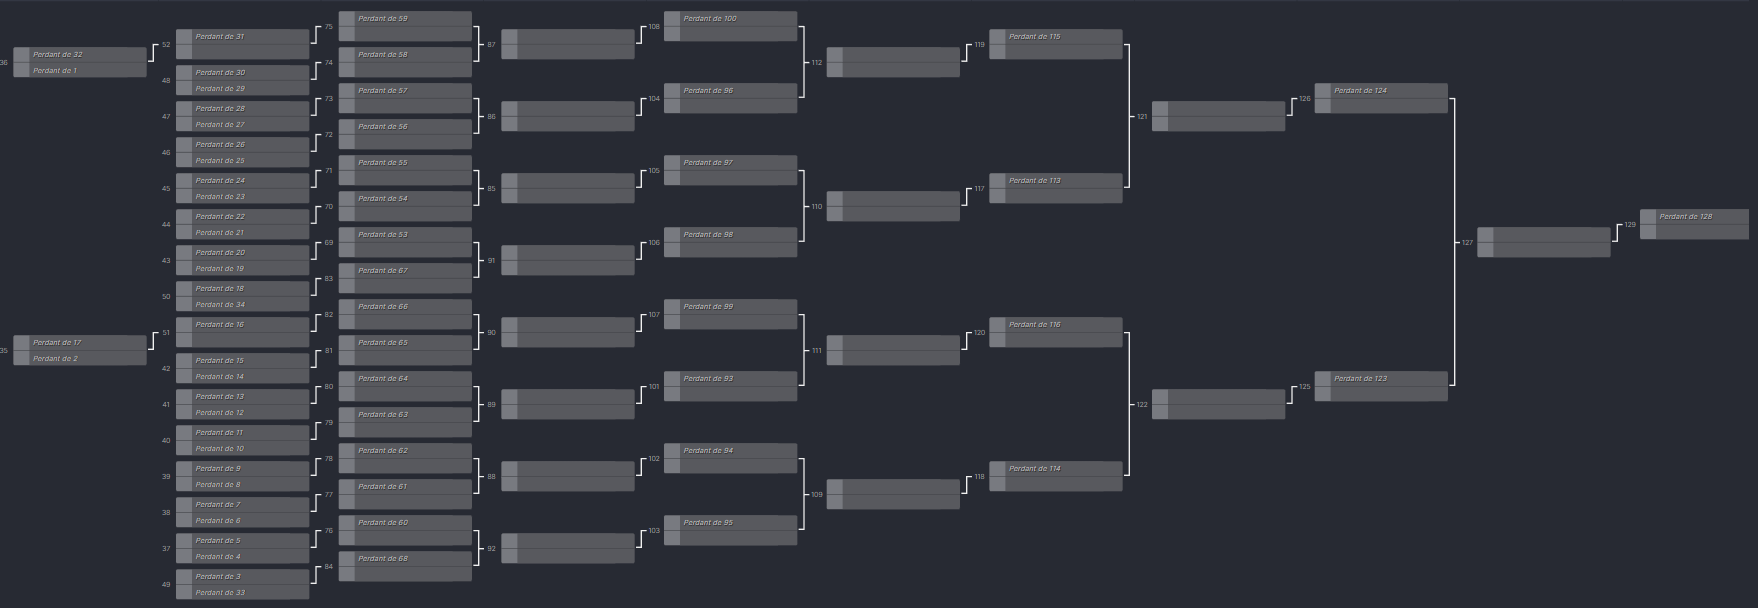 36
Perdant de 32
Perdant de 1
35
Perdant de 17
Perdant de 2
52
Perdant de 31
48
Perdant de 30
Perdant de 29
47
Perdant de 28
Perdant de 27
46
Perdant de 26
Perdant de 25
45
Perdant de 24
Perdant de 23
44
Perdant de 22
Perdant de 21
43
Perdant de 20
Perdant de 19
50
Perdant de 18
Perdant de 34
51
Perdant de 16
42
Perdant de 15
Perdant de 14
41
Perdant de 13
Perdant de 12
40
Perdant de 11
Perdant de 10
39
Perdant de 9
Perdant de 8
38
Perdant de 7
Perdant de 6
37
Perdant de 5
Perdant de 4
49
Perdant de 3
Perdant de 33
75
Perdant de 59
74
Perdant de 58
73
Perdant de 57
72
Perdant de 56
71
Perdant de 55
70
Perdant de 54
69
Perdant de 53
83
Perdant de 67
82
Perdant de 66
81
Perdant de 65
80
Perdant de 64
79
Perdant de 63
78
Perdant de 62
77
Perdant de 61
76
Perdant de 60
84
Perdant de 68
87
86
85
91
90
89
88
92
108
Perdant de 100
104
Perdant de 96
105
Perdant de 97
106
Perdant de 98
107
Perdant de 99
101
Perdant de 93
102
Perdant de 94
103
Perdant de 95
112
110
111
109
119
Perdant de 115
117
Perdant de 113
120
Perdant de 116
118
Perdant de 114
121
122
126
Perdant de 124
125
Perdant de 123
127
129
Perdant de 128